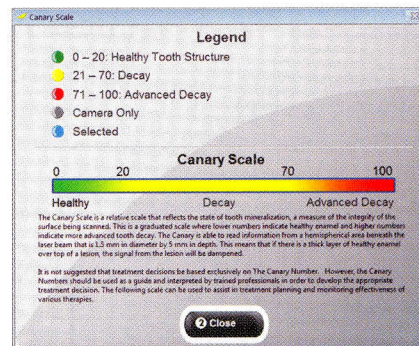 Canary Scale
Legend
0 – 20: Healthy Tooth Structure
21 – 70: Decay
71 – 100: Advanced Decay
Camera Only
Selected
Canary Scale
0 20 70 100
Healthy Decay Advanced Decay
The Canary Scale is a relative scale that reflects the state of tooth mineralization, a measure of the integrity of the
surface being scanned. This is a graduated scale where lower numbers indicate healthy enamel and higher numbers
indicate more advanced tooth decay. The Canary is able to read information from a hemispherical area beneath the
laser beam that is 1.5 mm in diameter by 5 mm in depth. This means that if there is a thick layer of healthy enamel
over top of a lesion, the signal from the lesion will be dampened.
It is not suggested that treatment decisions be based exclusively on The Canary Number. However, the Canary
Numbers should be used as a guide and interpreted by trained professionals in order to develop the appropriate
treatment decision. The following scale can be used to assist in treatment planning and monitoring effectiveness of
various therapies.
Close